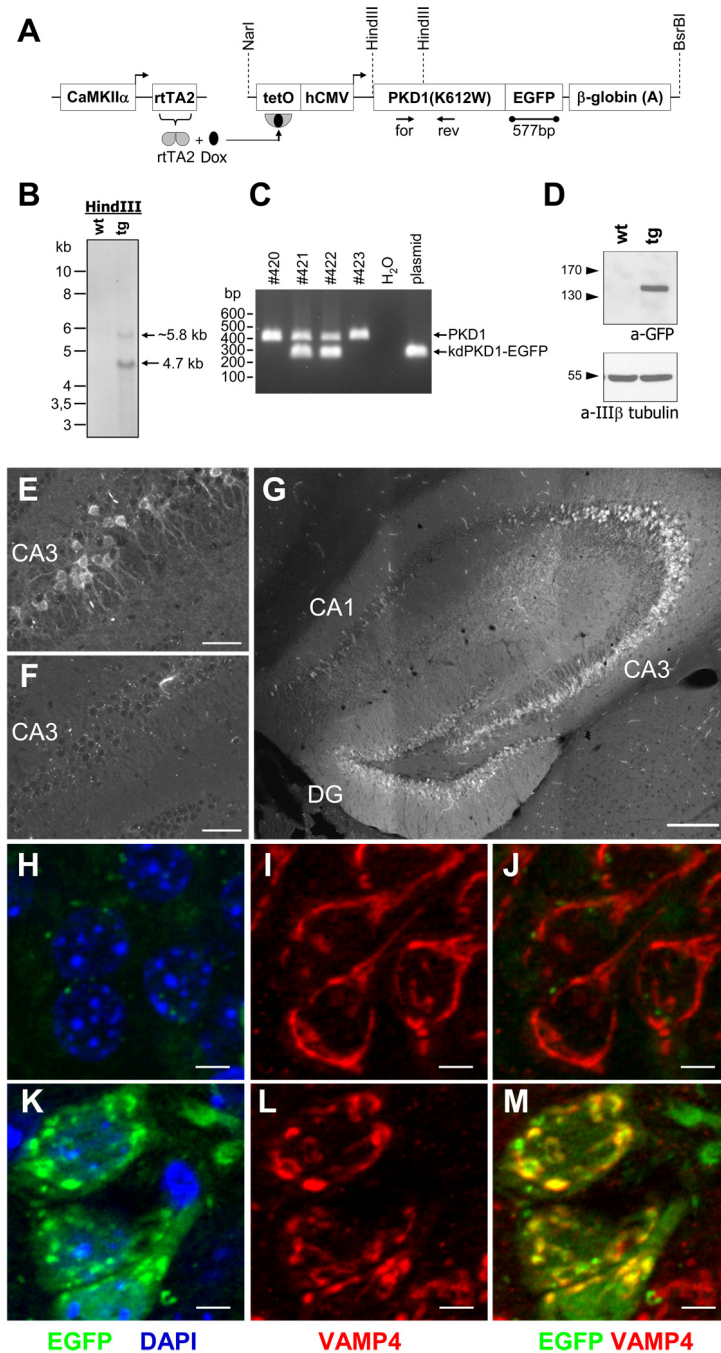 A
NarI
HindIII
HindIII
BsrBI
CaMKIIα
rtTA2
tetO
hCMV
PKD1(K612W)
EGFP
β-globin (A)
for
rev
577bp
rtTA2
+
Dox
B
HindIII
wt
tg
kb
10
8
6
5
4
3,5
3
~5.8 kb
4.7 kb
C
#420
#421
#422
#423
H₂O
plasmid
bp
600
500
400
300
200
100
PKD1
kdPKD1-EGFP
D
wt
tg
170
130
a-GFP
55
a-IIIβ tubulin
E
CA3
F
CA3
G
CA1
CA3
DG
H
I
J
K
L
M
EGFP DAPI
VAMP4
EGFP VAMP4